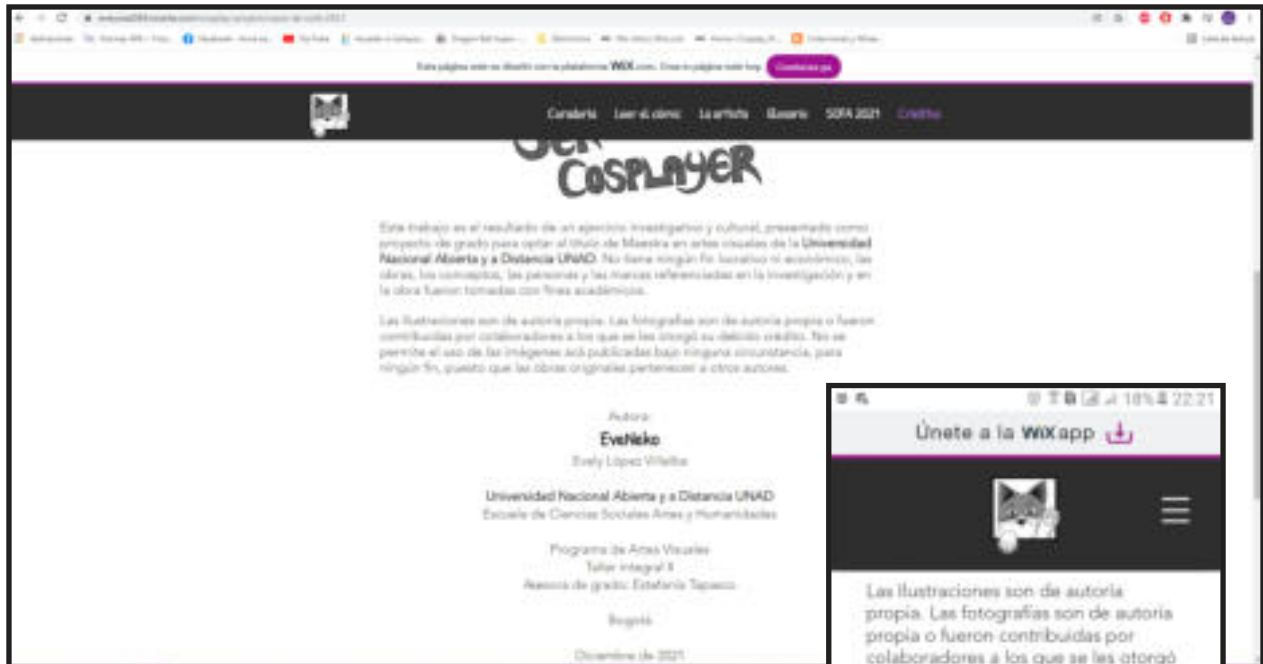 Esta página web se diseñó con la plataforma WiX.com. Crea tu página web hoy. Comienza ya
Curaduría Leer el cómic La artista Glosario SOFA 2021 Créditos
SER
COSPLAYER
Este trabajo es el resultado de un ejercicio investigativo y cultural, presentado como
proyecto de grado para optar al título de Maestra en artes visuales de la Universidad
Nacional Abierta y a Distancia UNAD. No tiene ningún fin lucrativo ni económico, las
obras, los conceptos, las personas y las marcas referenciadas en la investigación y en
la obra fueron tomadas con fines académicos.
Las ilustraciones son de autoría propia. Las fotografías son de autoría propia o fueron
contribuidas por colaboradores a los que se les otorgó su debido crédito. No se
permite el uso de las imágenes acá publicadas bajo ninguna circunstancia, para
ningún fin, puesto que las obras originales pertenecen a otros autores.
Autora:
EveNeko
Evely López Villalba
Universidad Nacional Abierta y a Distancia UNAD
Escuela de Ciencias Sociales Artes y Humanidades
Programa de Artes Visuales
Taller integral II
Asesora de grado: Estefanía Tapasco
Bogotá
Diciembre de 2021
18% 22:21
Únete a la WiX app
Las ilustraciones son de autoría
propia. Las fotografías son de autoría
propia o fueron contribuidas por
colaboradores a los que se les otorgó